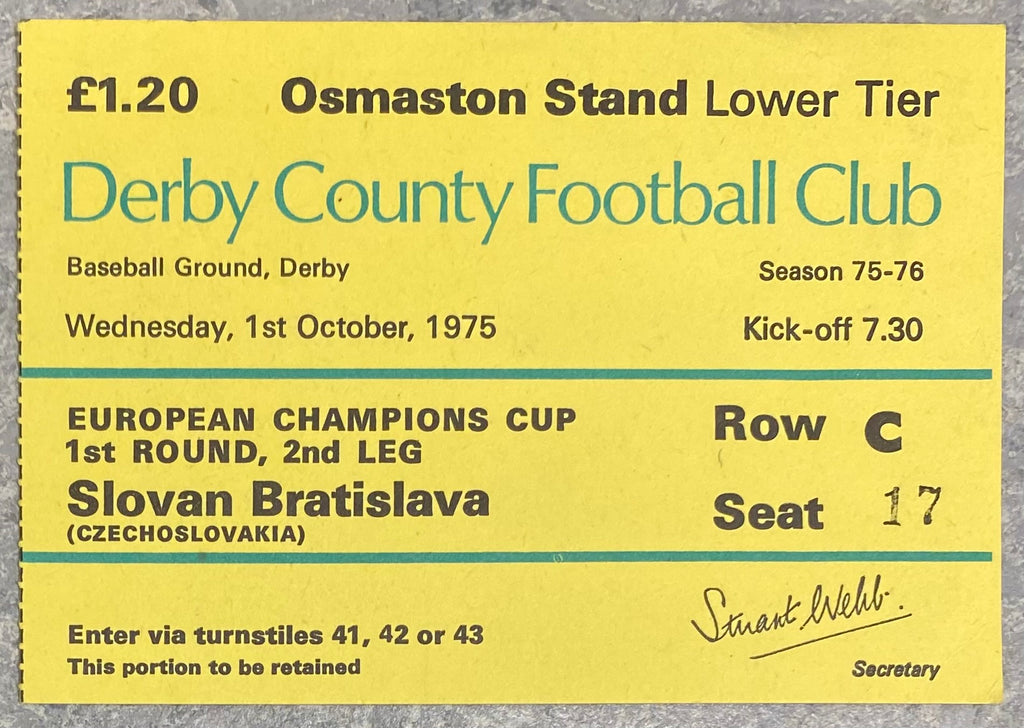 £1.20 Osmaston Stand Lower Tier
Derby County Football Club
Baseball Ground, Derby Season 75-76
Wednesday, 1st October, 1975 Kick-off 7.30
EUROPEAN CHAMPIONS CUP
1st ROUND, 2nd LEG
Row C
Slovan Bratislava
(CZECHOSLOVAKIA)
Seat 17
Stuart Webb.
Enter via turnstiles 41, 42 or 43
This portion to be retained
Secretary